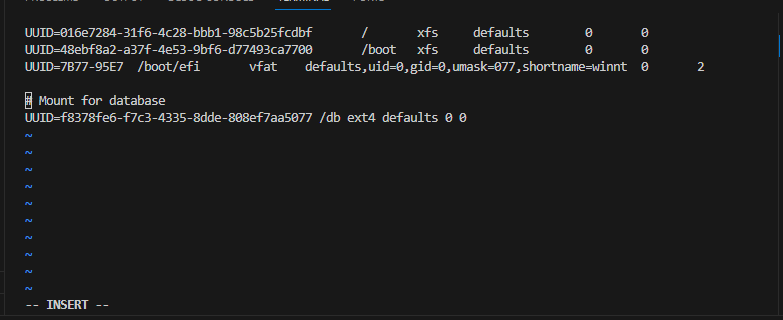 UUID=016e7284-31f6-4c28-bbb1-98c5b25fcdbf / xfs defaults 0 0
UUID=48ebf8a2-a37f-4e53-9bf6-d77493ca7700 /boot xfs defaults 0 0
UUID=7B77-95E7 /boot/efi vfat defaults,uid=0,gid=0,umask=077,shortname=winnt 0 2
# Mount for database
UUID=f8378fe6-f7c3-4335-8dde-808ef7aa5077 /db ext4 defaults 0 0
~
~
~
~
~
~
~
~
~
~
-- INSERT --